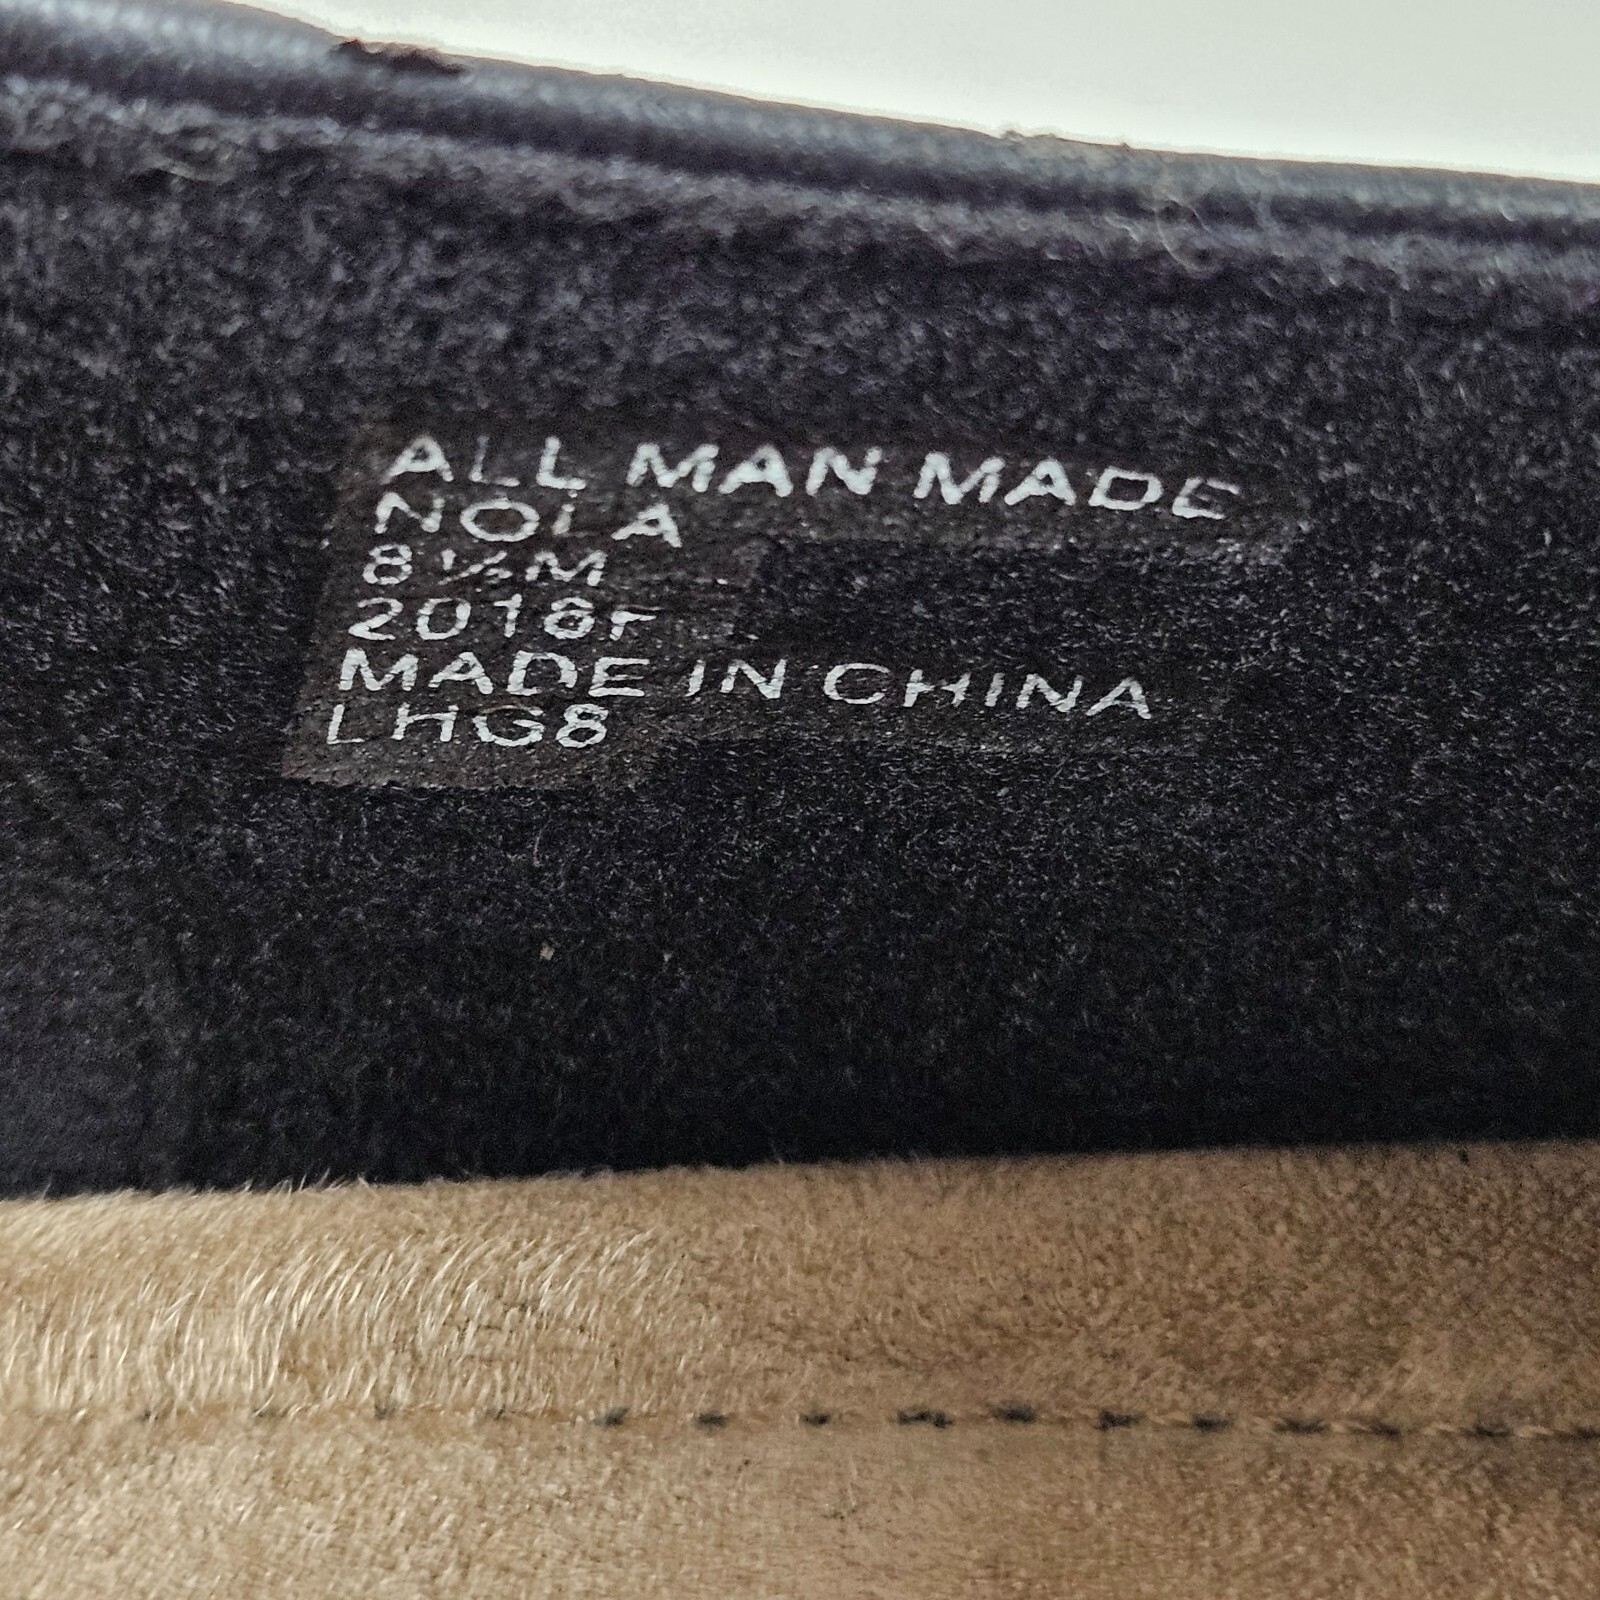 ALL MAN MADE
NOLA
8½M
2018F
MADE IN CHINA
LHG8